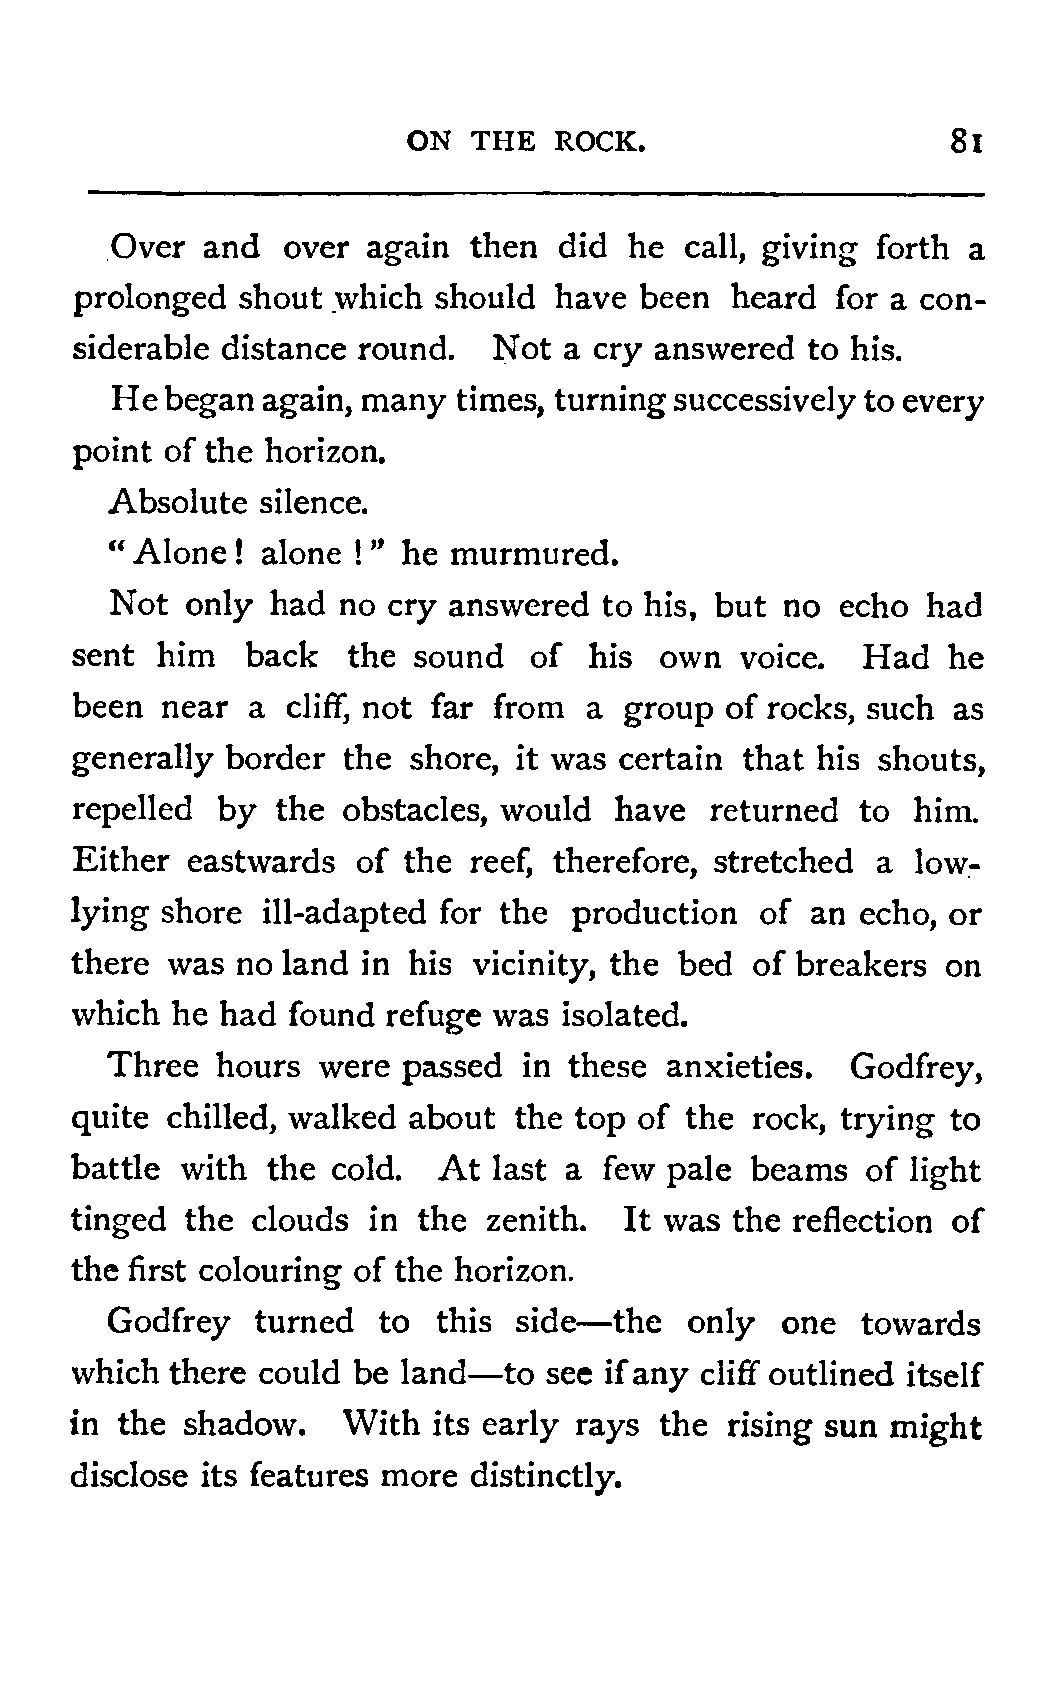 ON THE ROCK. 81
Over and over again then did he call, giving forth a
prolonged shout which should have been heard for a con-
siderable distance round. Not a cry answered to his.
He began again, many times, turning successively to every
point of the horizon.
Absolute silence.
“Alone! alone!” he murmured.
Not only had no cry answered to his, but no echo had
sent him back the sound of his own voice. Had he
been near a cliff, not far from a group of rocks, such as
generally border the shore, it was certain that his shouts,
repelled by the obstacles, would have returned to him.
Either eastwards of the reef, therefore, stretched a low-
lying shore ill-adapted for the production of an echo, or
there was no land in his vicinity, the bed of breakers on
which he had found refuge was isolated.
Three hours were passed in these anxieties. Godfrey,
quite chilled, walked about the top of the rock, trying to
battle with the cold. At last a few pale beams of light
tinged the clouds in the zenith. It was the reflection of
the first colouring of the horizon.
Godfrey turned to this side—the only one towards
which there could be land—to see if any cliff outlined itself
in the shadow. With its early rays the rising sun might
disclose its features more distinctly.